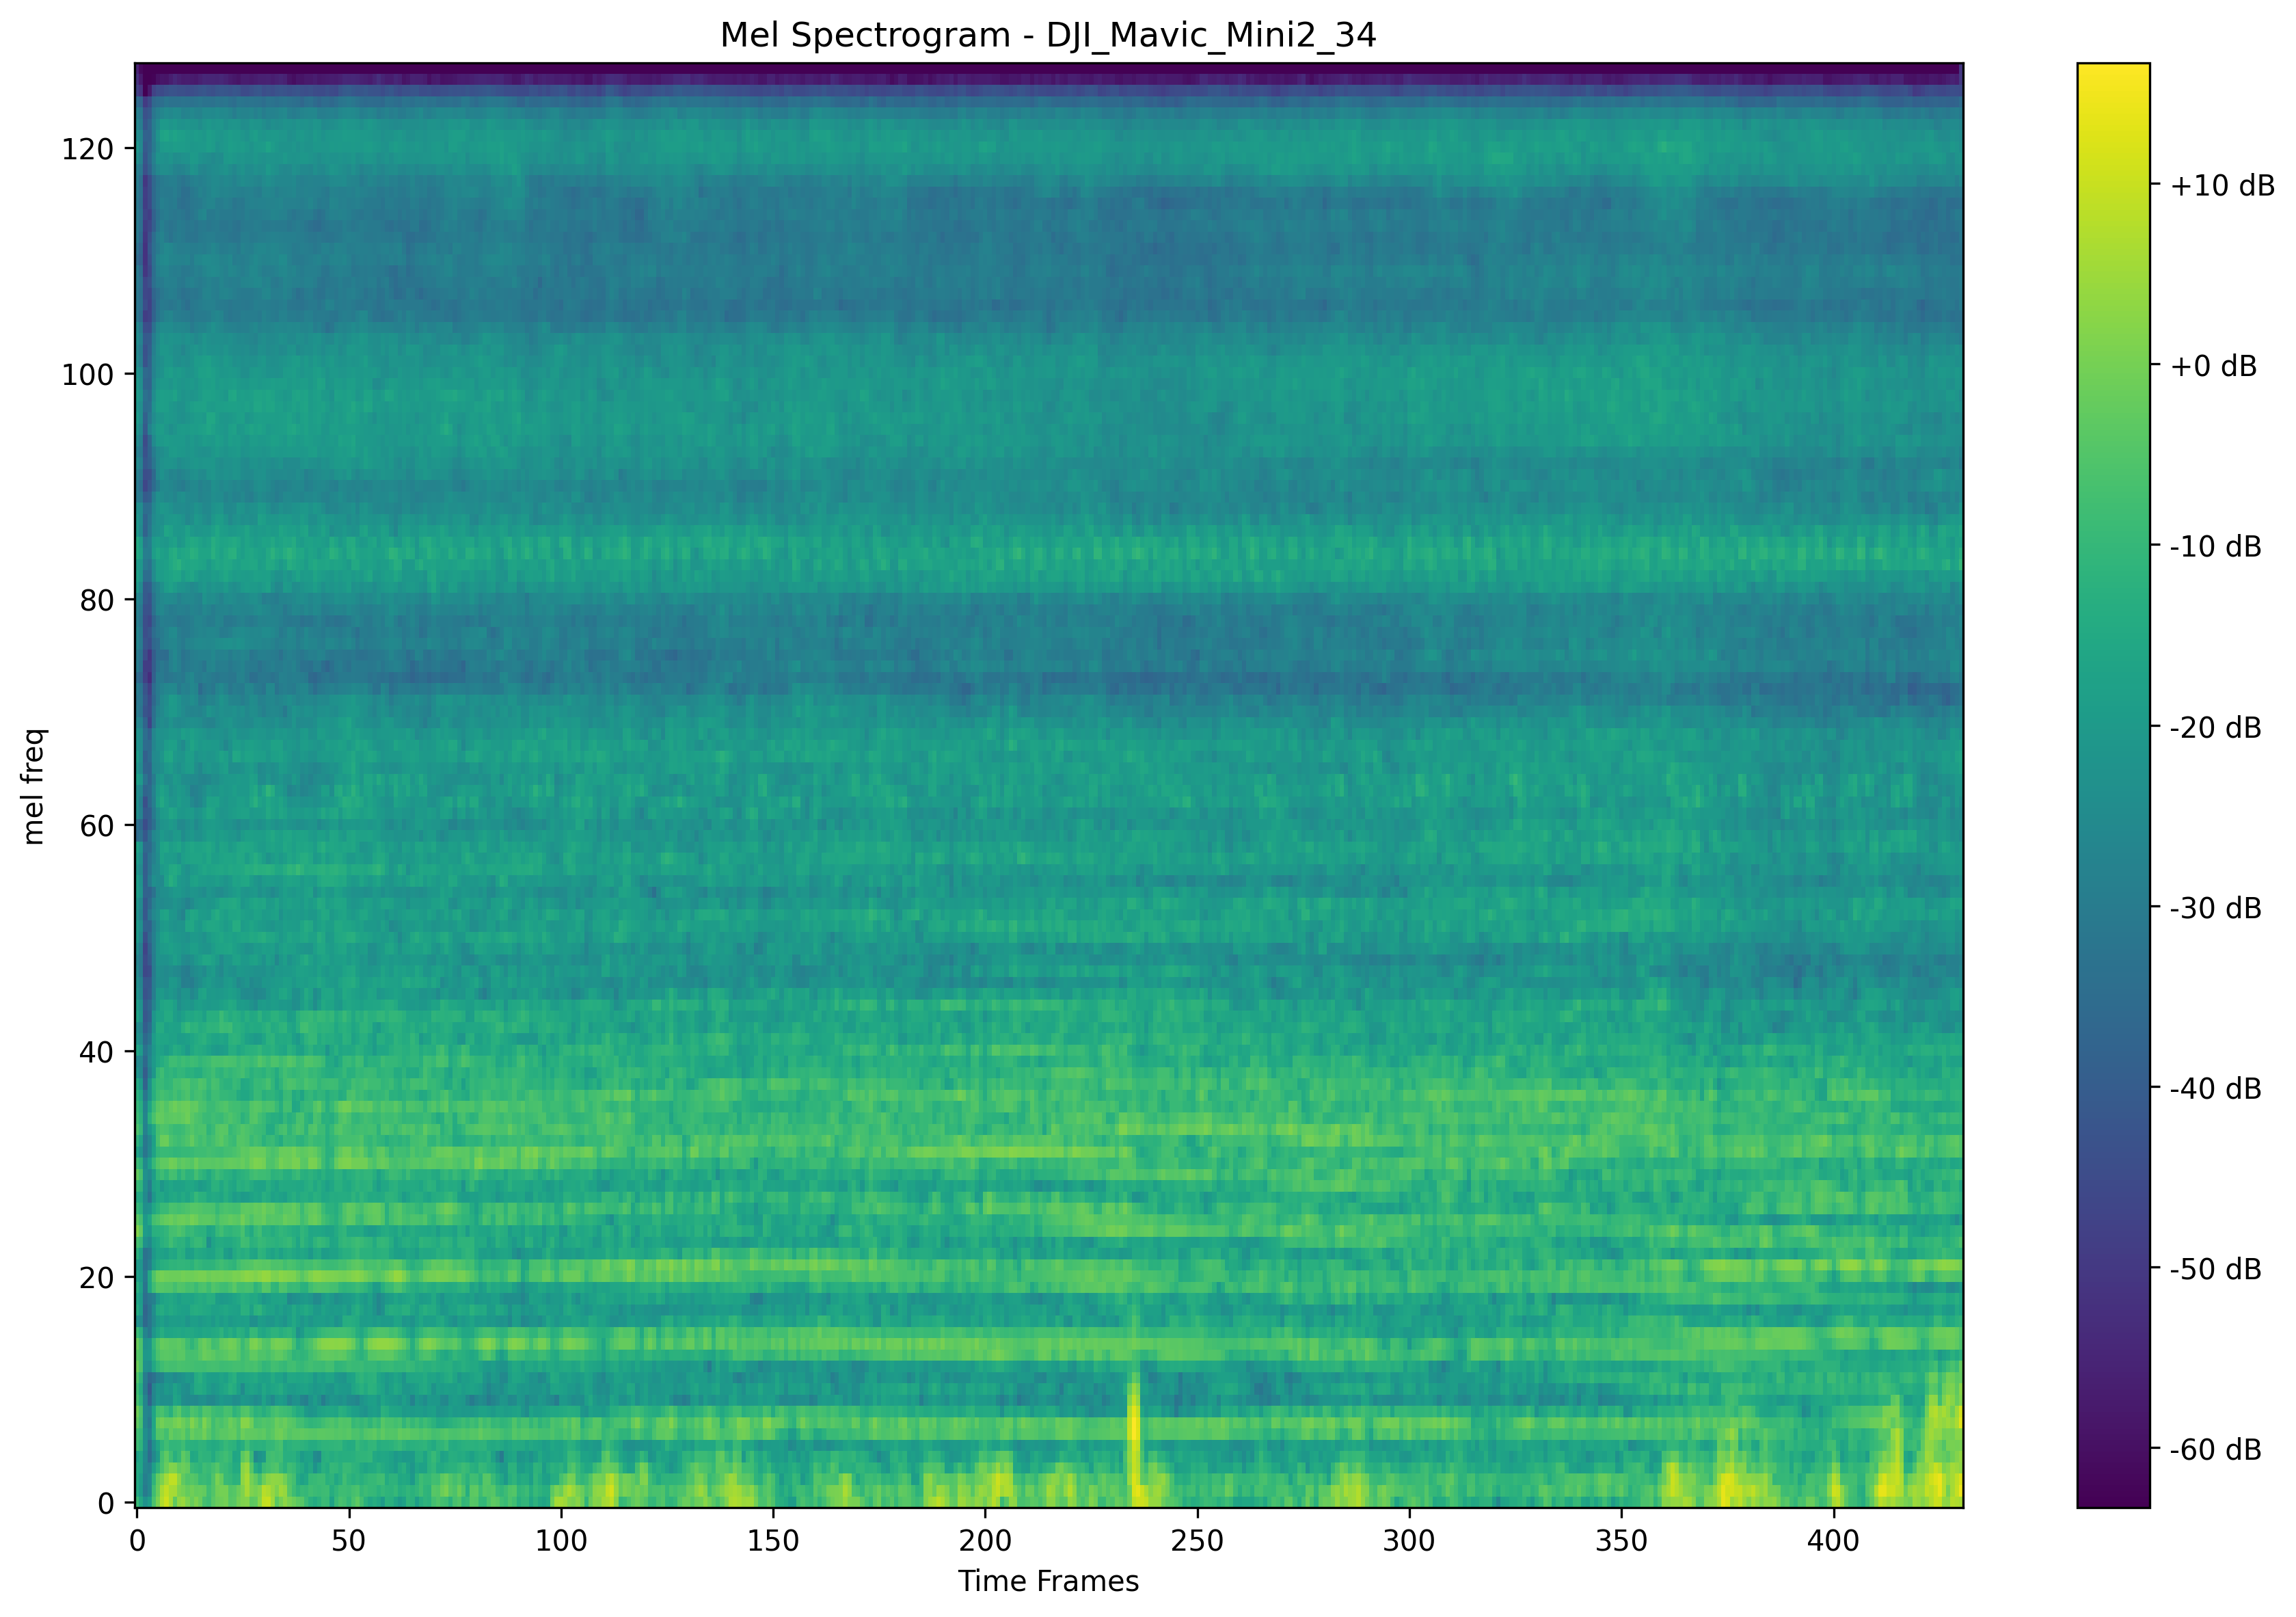 Mel Spectrogram - DJI_Mavic_Mini2_34
120
100
80
60
40
20
0
mel freq
0 50 100 150 200 250 300 350 400
Time Frames
+10 dB
+0 dB
-10 dB
-20 dB
-30 dB
-40 dB
-50 dB
-60 dB